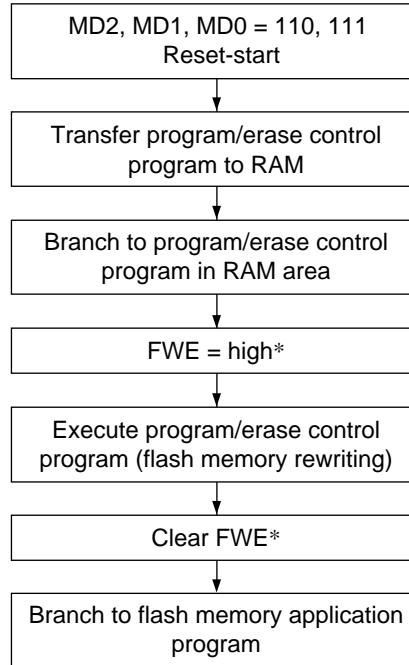 MD2, MD1, MD0 = 110, 111
Reset-start
Transfer program/erase control
program to RAM
Branch to program/erase control
program in RAM area
FWE = high*
Execute program/erase control
program (flash memory rewriting)
Clear FWE*
Branch to flash memory application
program